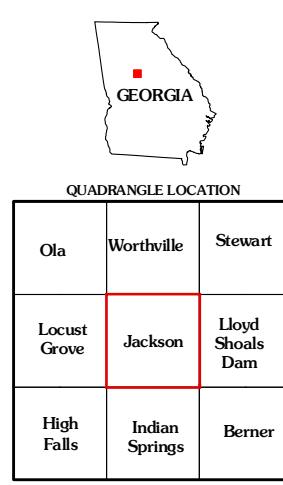 GEORGIA
QUADRANGLE LOCATION
Ola
Worthville
Stewart
Locust
Grove
Jackson
Lloyd
Shoals
Dam
High
Falls
Indian
Springs
Berner